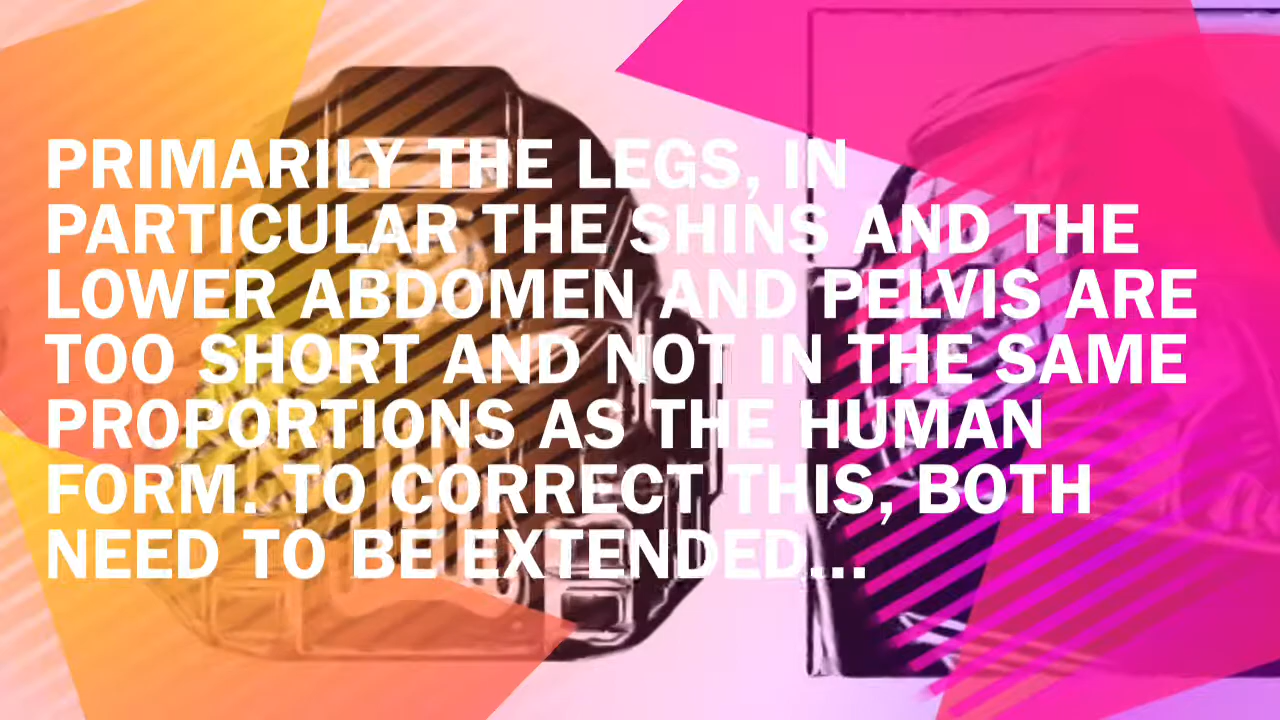 PRIMARILY THE LEGS, IN
PARTICULAR THE SHINS AND THE
LOWER ABDOMEN AND PELVIS ARE
TOO SHORT AND NOT IN THE SAME
PROPORTIONS AS THE HUMAN
FORM. TO CORRECT THIS, BOTH
NEED TO BE EXTENDED...